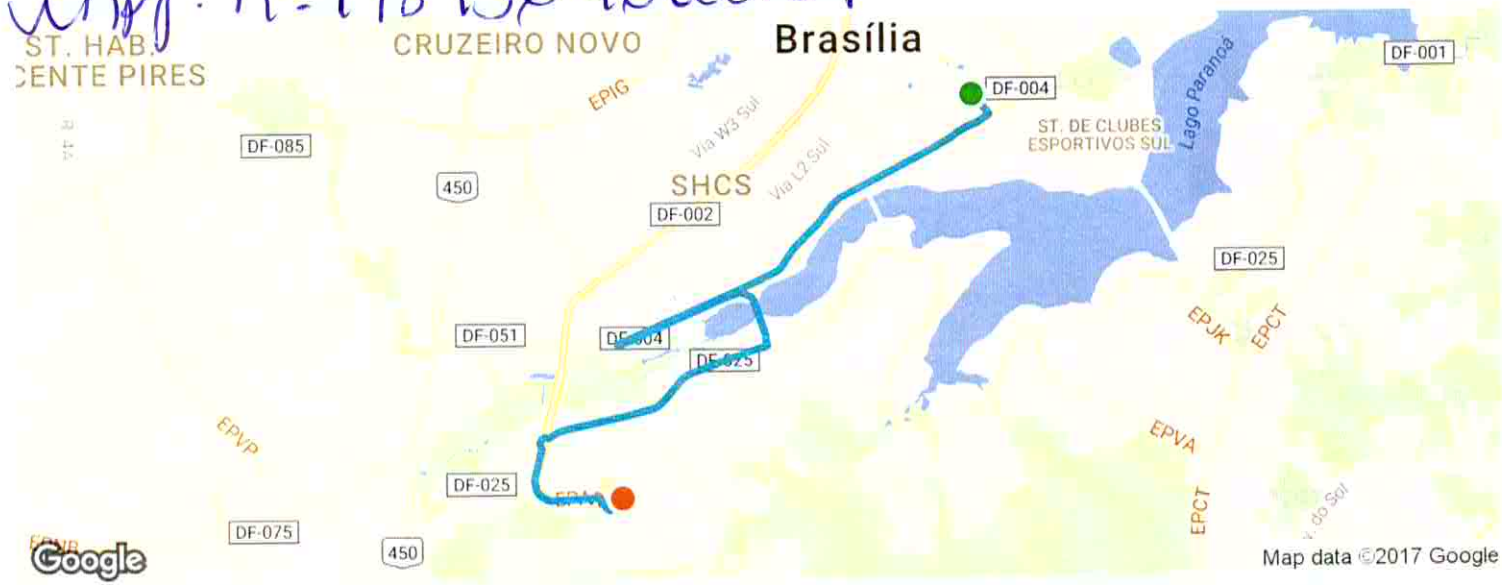 ST. HAB.
CENTE PIRES
CRUZEIRO NOVO
Brasília
DF-001
Lago Paranoá
DF-004
EPIG
ST. DE CLUBES
ESPORTIVOS SUL
Via W3 Sul
DF-085
Via L2 Sul
450
SHCS
DF-002
DF-025
EPJK
EPCT
DF-051
DF-004
DF-025
EPVP
EPVA
DF-025
EPCT
DF-075
450
Google
Map data ©2017 Google